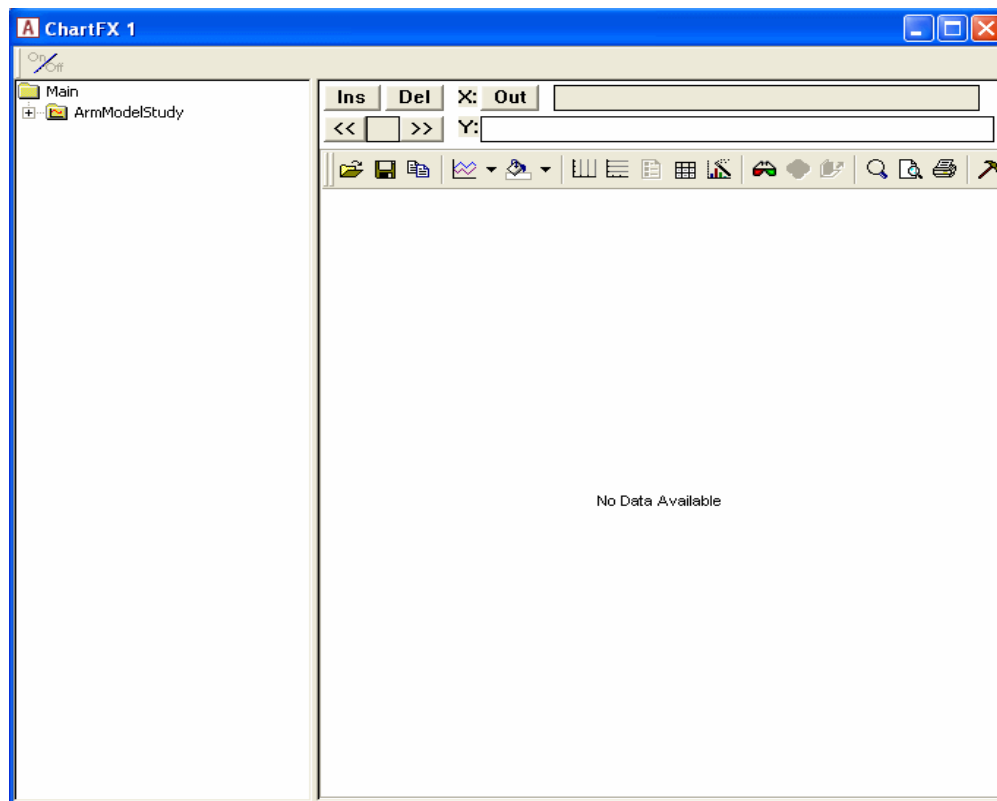 A ChartFX 1
On/Off
Main
ArmModelStudy
Ins Del X: Out
<< >> Y:
No Data Available